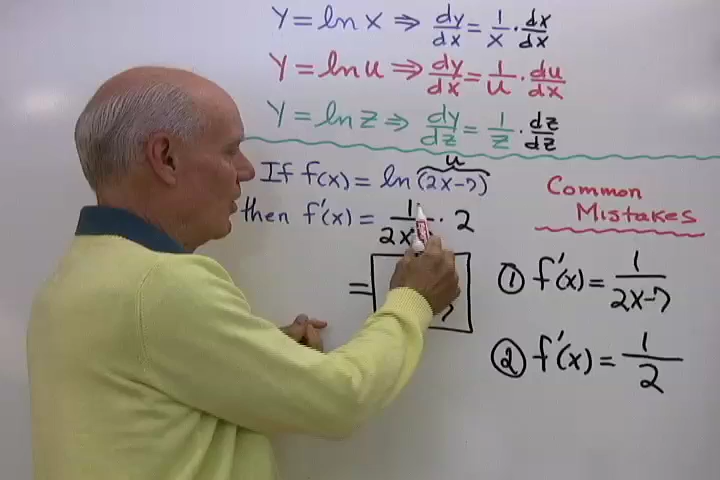 Y = ln x ⇒ dy/dx = 1/x · dx/dx
Y = ln u ⇒ dy/dx = 1/u · du/dx
Y = ln z ⇒ dy/dz = 1/z · dz/dz
u
If f(x) = ln (2x-7)
then f'(x) = 1/2x · 2
=
Common
Mistakes
① f'(x) = 1/2x-7
② f'(x) = 1/2